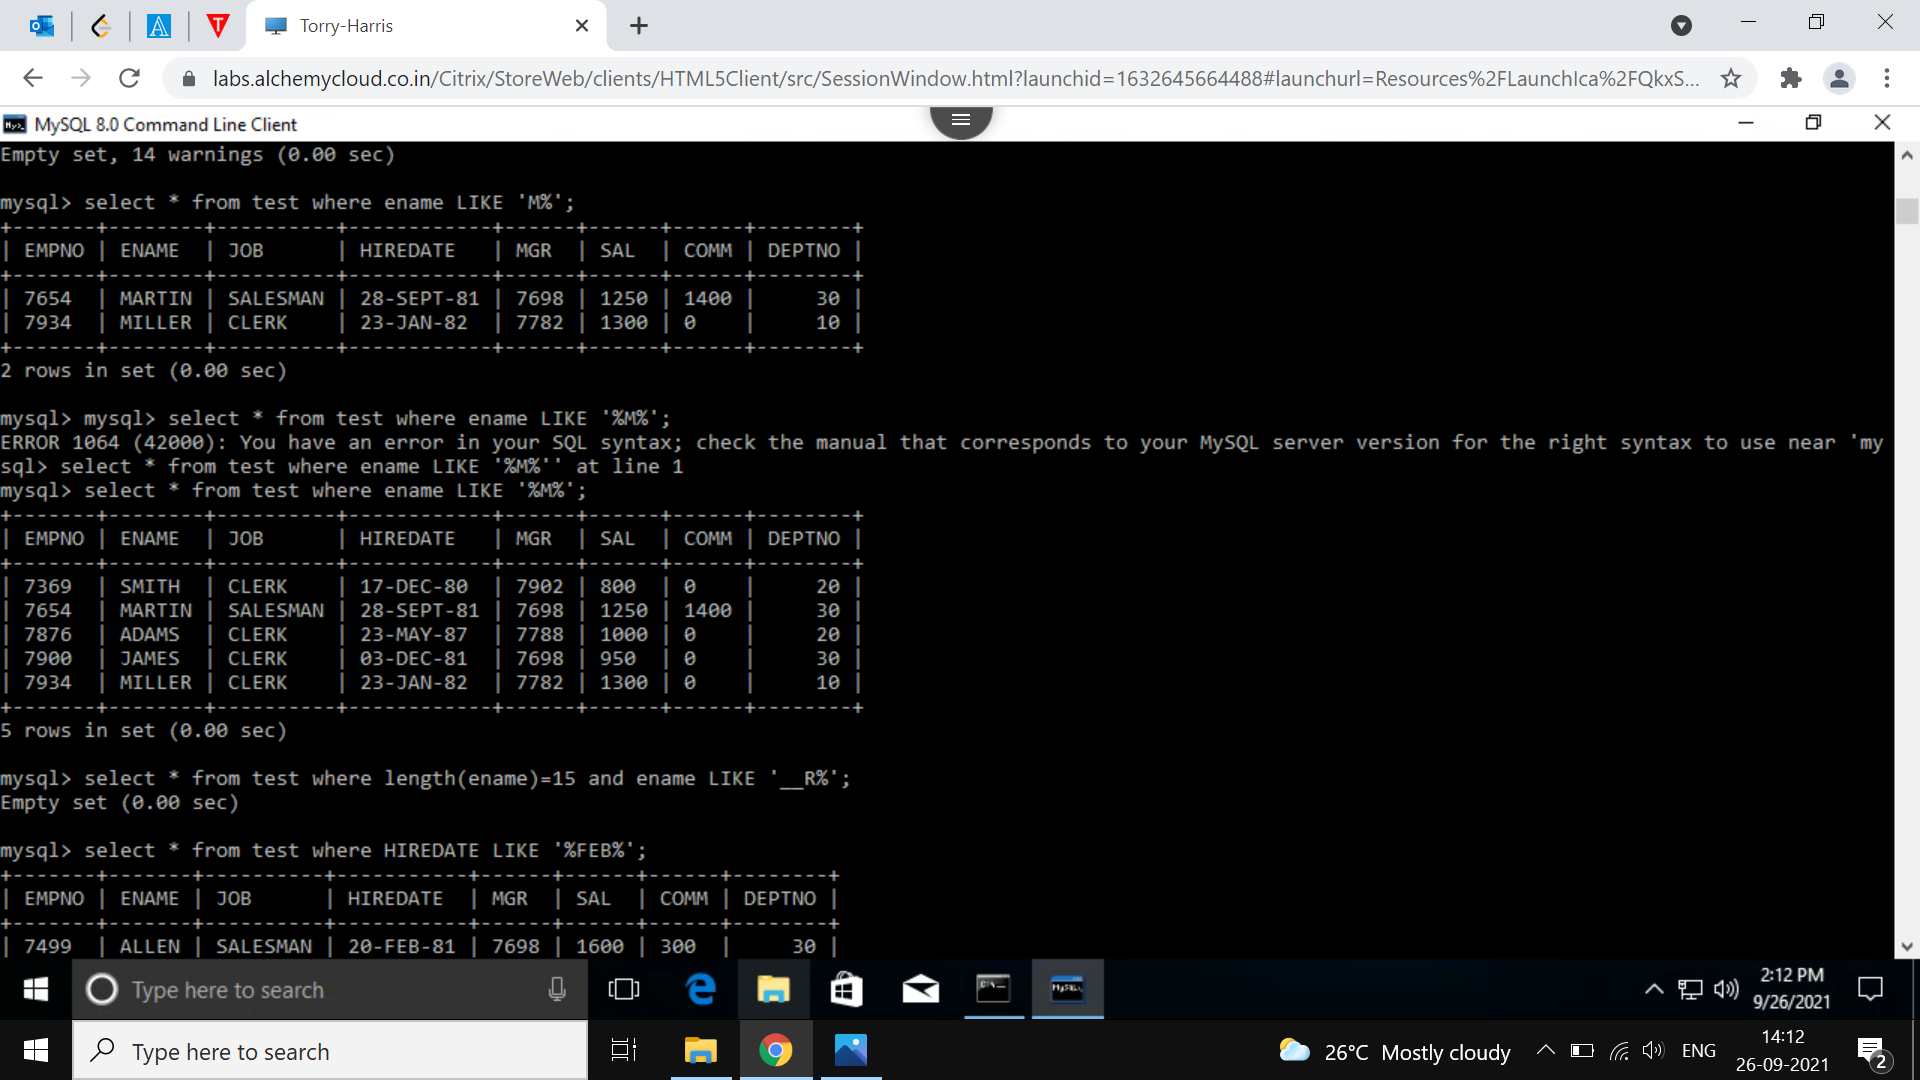 Torry-Harris
labs.alchemycloud.co.in/Citrix/StoreWeb/clients/HTML5Client/src/SessionWindow.html?launchid=1632645664488#launchurl=Resources%2FLaunchIca%2FQkxS...
MySQL 8.0 Command Line Client
Empty set, 14 warnings (0.00 sec)
mysql> select * from test where ename LIKE 'M%';
+-------+--------+----------+------------+------+------+------+--------+
| EMPNO | ENAME  | JOB      | HIREDATE   | MGR  | SAL  | COMM | DEPTNO |
+-------+--------+----------+------------+------+------+------+--------+
| 7654  | MARTIN | SALESMAN | 28-SEPT-81 | 7698 | 1250 | 1400 |     30 |
| 7934  | MILLER | CLERK    | 23-JAN-82  | 7782 | 1300 | 0    |     10 |
+-------+--------+----------+------------+------+------+------+--------+
2 rows in set (0.00 sec)
mysql> mysql> select * from test where ename LIKE '%M%';
ERROR 1064 (42000): You have an error in your SQL syntax; check the manual that corresponds to your MySQL server version for the right syntax to use near 'my
sql> select * from test where ename LIKE '%M%'' at line 1
mysql> select * from test where ename LIKE '%M%';
+-------+--------+----------+------------+------+------+------+--------+
| EMPNO | ENAME  | JOB      | HIREDATE   | MGR  | SAL  | COMM | DEPTNO |
+-------+--------+----------+------------+------+------+------+--------+
| 7369  | SMITH  | CLERK    | 17-DEC-80  | 7902 | 800  | 0    |     20 |
| 7654  | MARTIN | SALESMAN | 28-SEPT-81 | 7698 | 1250 | 1400 |     30 |
| 7876  | ADAMS  | CLERK    | 23-MAY-87  | 7788 | 1000 | 0    |     20 |
| 7900  | JAMES  | CLERK    | 03-DEC-81  | 7698 | 950  | 0    |     30 |
| 7934  | MILLER | CLERK    | 23-JAN-82  | 7782 | 1300 | 0    |     10 |
+-------+--------+----------+------------+------+------+------+--------+
5 rows in set (0.00 sec)
mysql> select * from test where length(ename)=15 and ename LIKE '__R%';
Empty set (0.00 sec)
mysql> select * from test where HIREDATE LIKE '%FEB%';
+-------+-------+----------+-----------+------+------+------+--------+
| EMPNO | ENAME | JOB      | HIREDATE  | MGR  | SAL  | COMM | DEPTNO |
+-------+-------+----------+-----------+------+------+------+--------+
| 7499  | ALLEN | SALESMAN | 20-FEB-81 | 7698 | 1600 | 300  |     30 |
Type here to search
2:12 PM
9/26/2021
Type here to search
26°C Mostly cloudy
ENG
14:12
26-09-2021
2